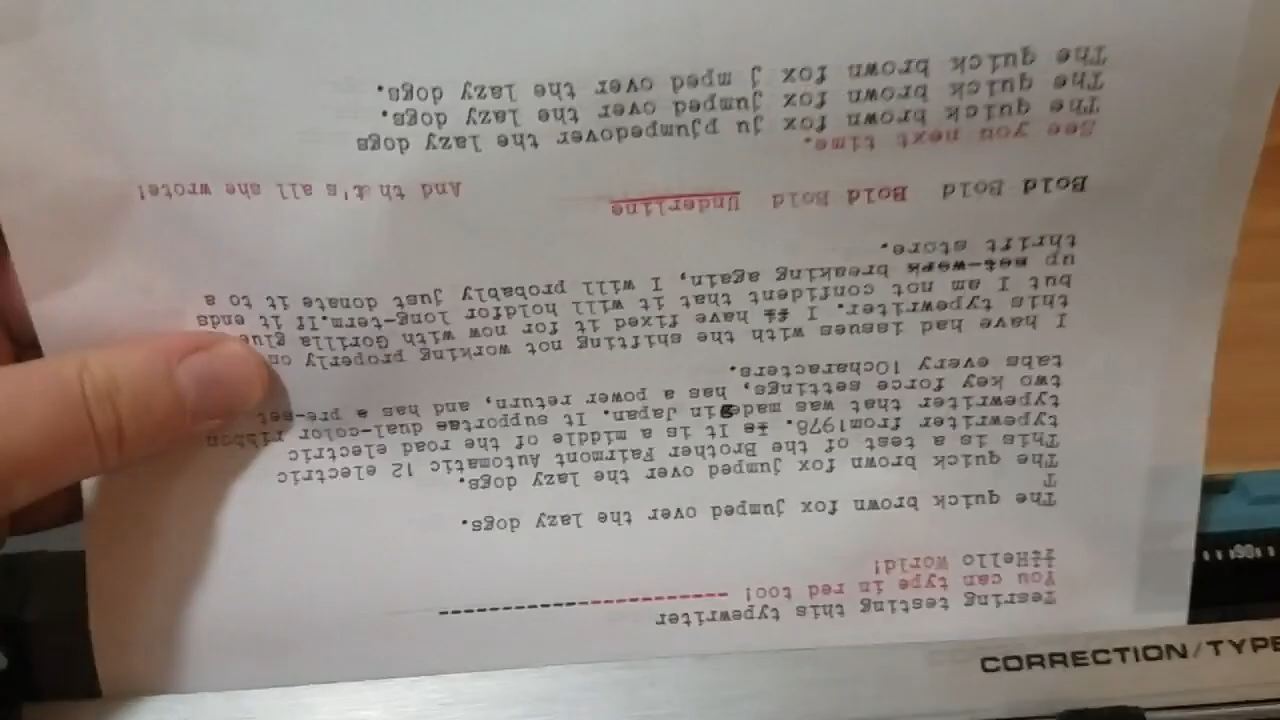 Tesring testing this typewriter
You can type in red too! ------------------------
Hello World!
The quick brown fox jumped over the lazy dogs.
T
The quick brown fox jumped over the lazy dogs.
This is a test of the Brother Fairmont Automatic 12 electric
typewriter from1978. Is It is a middle of the road electric
typewriter that was made in Japan. It supportas dual-color ribbon
two key force settings, has a power return, and has a pre-set
tabs every 10characters.
I have had issues with the shifting not working properly on
this typewriter. I have fixed it for now with Gorilla glue
but I am not confident that it will holdfor long-term.If it ends
up not work breaking again, I will probably just donate it to a
thrift store.
Bold Bold Bold Bold Bold Underline And tht's all she wrote!
See you next time.
The quick brown fox ju pjumpedover the lazy dogs
The quick brown fox jumped over the lazy dogs.
The quick brown fox j mped over the lazy dogs.
CORRECTION/TYPE